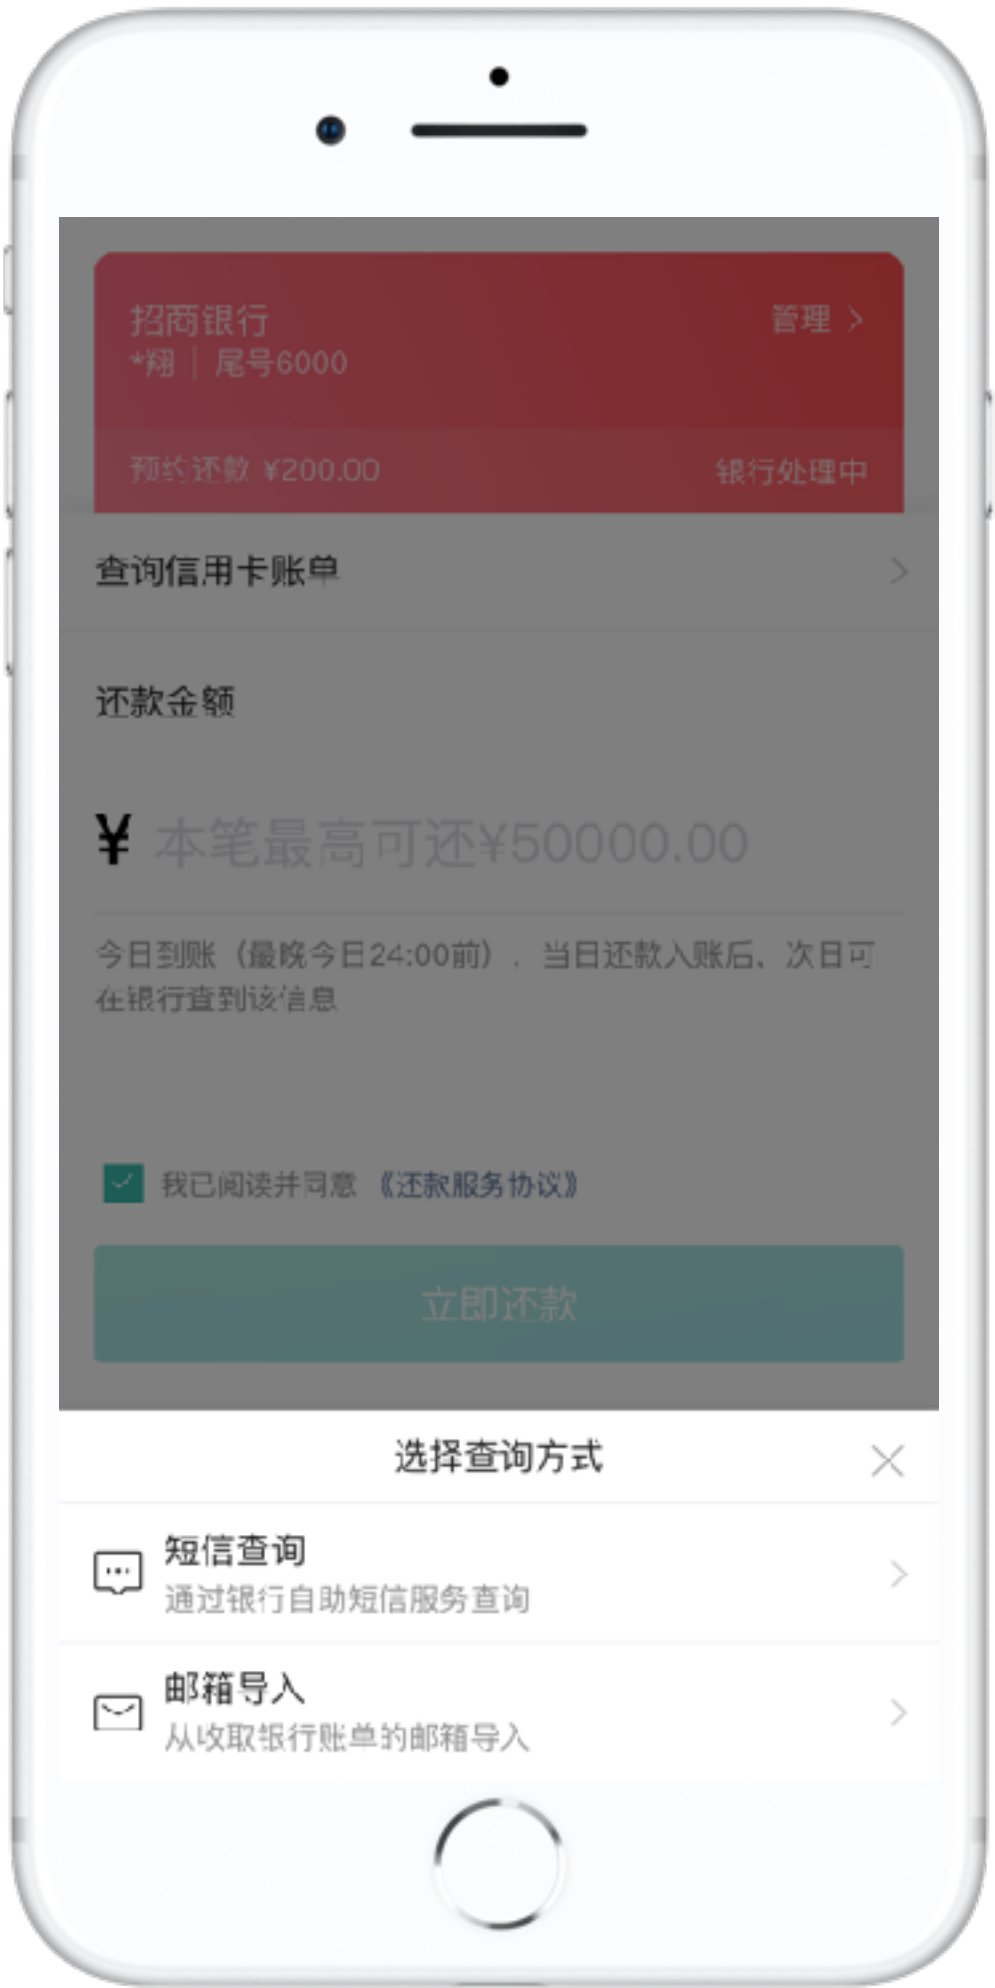 招商银行
管理
*翔 | 尾号6000
预约还款 ¥200.00
银行处理中
查询信用卡账单
还款金额
¥ 本笔最高可还¥50000.00
今日到账（最晚今日24:00前），当日还款入账后，次日可
在银行查到该信息
我已阅读并同意 《还款服务协议》
立即还款
选择查询方式
短信查询
通过银行自助短信服务查询
邮箱导入
从收取银行账单的邮箱导入